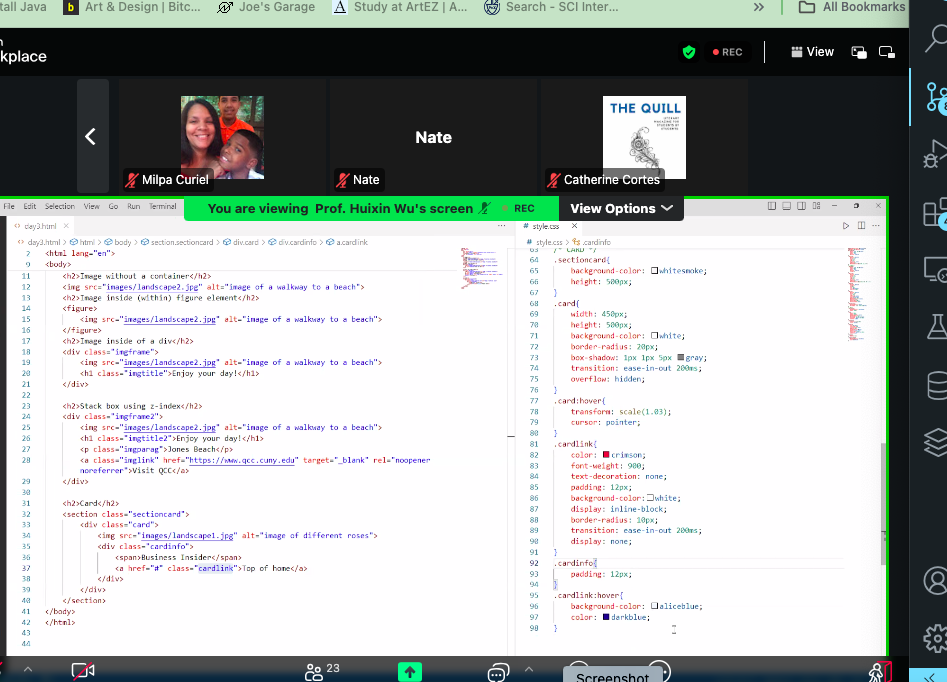 tall Java
b Art & Design | Bitc...
Joe's Garage
A Study at ArtEZ | A...
Search - SCI Inter...
»
All Bookmarks
kplace
REC
View
Milpa Curiel
Nate
Nate
THE QUILL
LITERARY
MAGAZINE FOR
STUDENTS BY
STUDENTS
Catherine Cortes
File Edit Selection View Go Run Terminal
You are viewing Prof. Huixin Wu's screen
REC
View Options
<> day3.html ×
day3.html > html > body > section.sectioncard > div.card > div.cardinfo > a.cardlink
2 <html lang="en">
9 <body>
11 <h2>Image without a container</h2>
12 <img src="images/landscape2.jpg" alt="image of a walkway to a beach">
13 <h2>Image inside (within) figure element</h2>
14 <figure>
15 <img src="images/landscape2.jpg" alt="image of a walkway to a beach">
16 </figure>
17 <h2>Image inside of a div</h2>
18 <div class="imgframe">
19 <img src="images/landscape2.jpg" alt="image of a walkway to a beach">
20 <h1 class="imgtitle">Enjoy your day!</h1>
21 </div>
22
23 <h2>Stack box using z-index</h2>
24 <div class="imgframe2">
25 <img src="images/landscape2.jpg" alt="image of a walkway to a beach">
26 <h1 class="imgtitle2">Enjoy your day!</h1>
27 <p class="imgparag">Jones Beach</p>
28 <a class="imglink" href="https://www.qcc.cuny.edu" target="_blank" rel="noopener
noreferrer">Visit QCC</a>
29 </div>
30
31 <h2>Card</h2>
32 <section class="sectioncard">
33 <div class="card">
34 <img src="images/landscape1.jpg" alt="image of different roses">
35 <div class="cardinfo">
36 <span>Business Insider</span>
37 <a href="#" class="cardlink">Top of home</a>
38 </div>
39 </div>
40 </section>
41 </body>
42 </html>
43
44
# style.css ×
# style.css > .cardinfo
63 /* CARD */
64 .sectioncard{
65 background-color: whitesmoke;
66 height: 500px;
67 }
68 .card{
69 width: 450px;
70 height: 500px;
71 background-color: white;
72 border-radius: 20px;
73 box-shadow: 1px 1px 5px gray;
74 transition: ease-in-out 200ms;
75 overflow: hidden;
76 }
77 .card:hover{
78 transform: scale(1.03);
79 cursor: pointer;
80 }
81 .cardlink{
82 color: crimson;
83 font-weight: 900;
84 text-decoration: none;
85 padding: 12px;
86 background-color:white;
87 display: inline-block;
88 border-radius: 10px;
89 transition: ease-in-out 200ms;
90 display: none;
91 }
92 .cardinfo{
93 padding: 12px;
94 }
95 .cardlink:hover{
96 background-color: aliceblue;
97 color: darkblue;
98 }
23
Screenshot